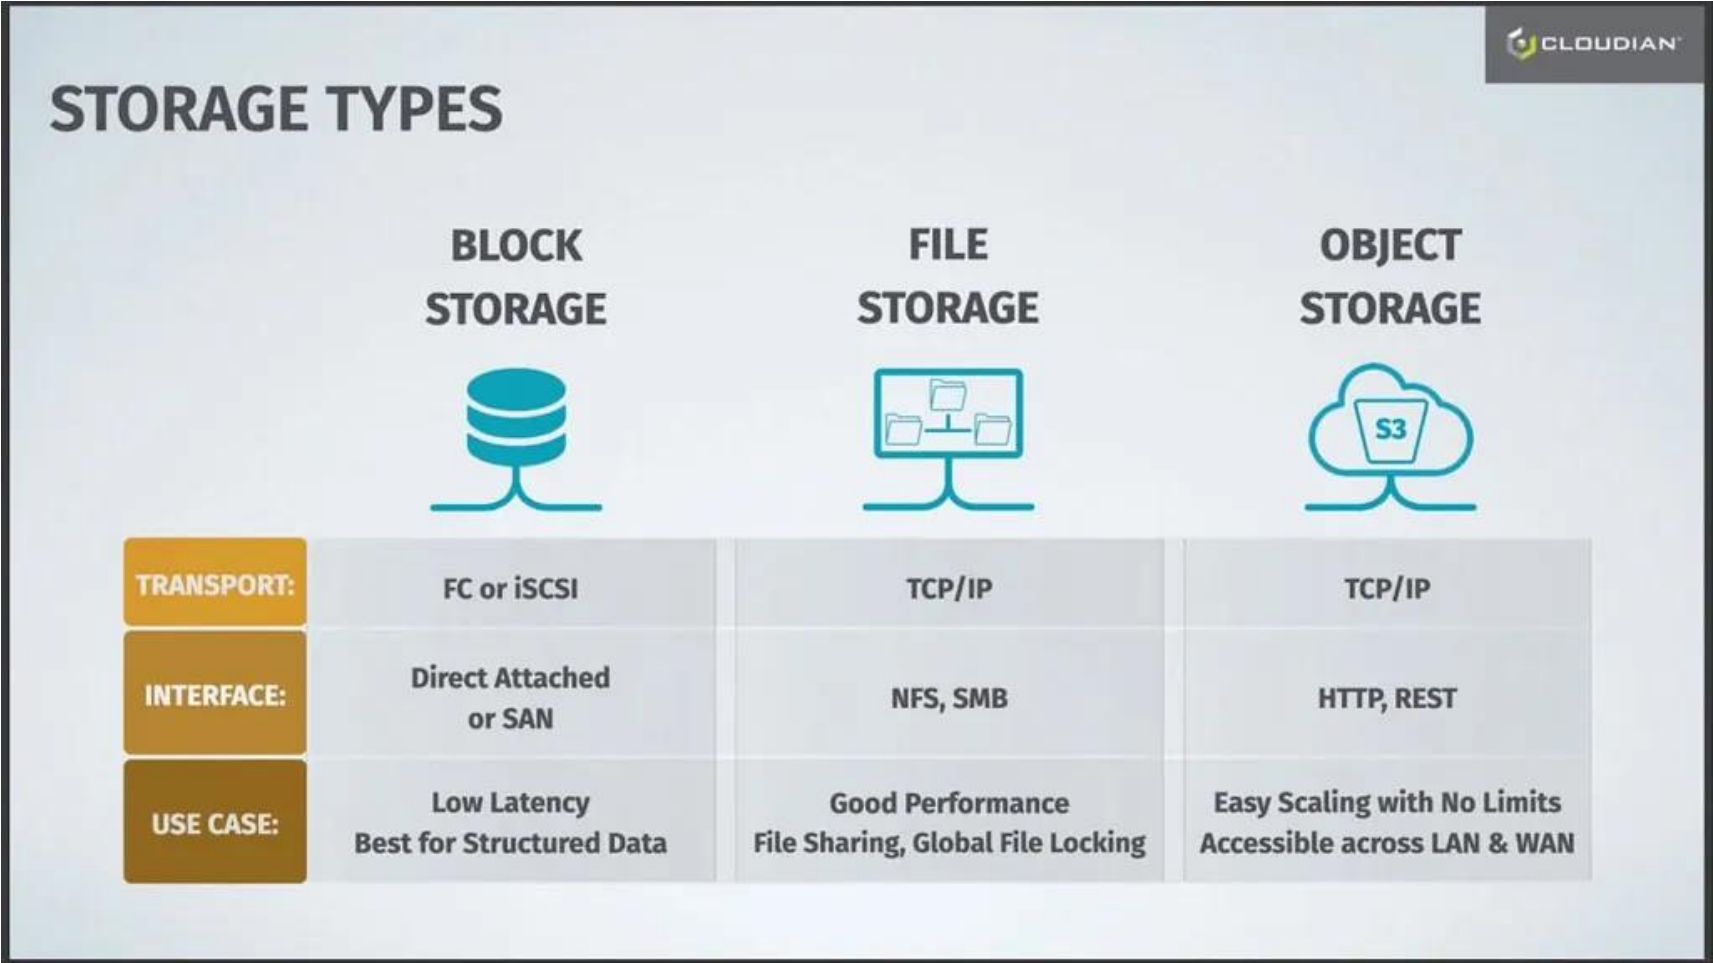 CLOUDIAN
STORAGE TYPES
BLOCK
STORAGE
FILE
STORAGE
OBJECT
STORAGE
S3
TRANSPORT:
FC or iSCSI
TCP/IP
TCP/IP
INTERFACE:
Direct Attached
or SAN
NFS, SMB
HTTP, REST
USE CASE:
Low Latency
Best for Structured Data
Good Performance
File Sharing, Global File Locking
Easy Scaling with No Limits
Accessible across LAN & WAN